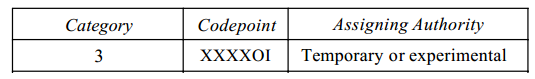 Category Codepoint Assigning Authority
3 XXXXOI Temporary or experimental